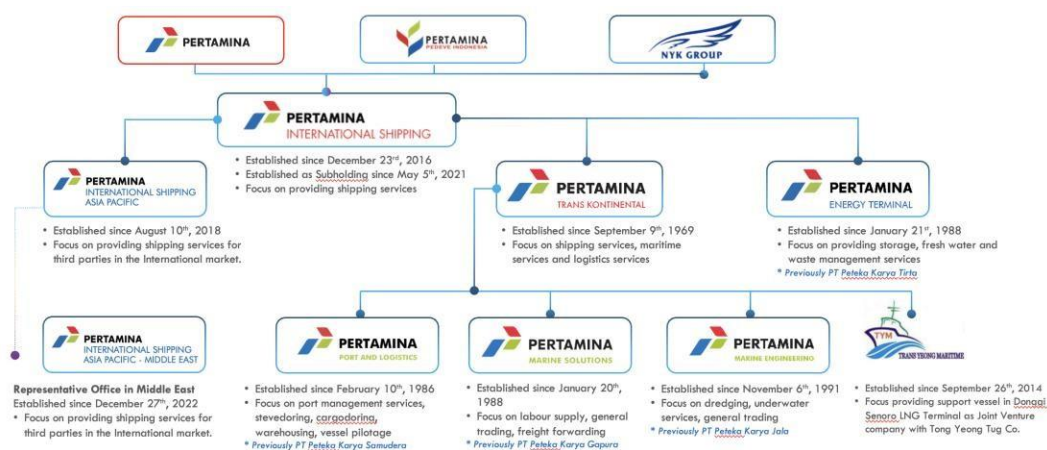 PERTAMINA
PERTAMINA
PEDEVE INDONESIA
NYK GROUP
PERTAMINA
INTERNATIONAL SHIPPING
• Established since December 23rd, 2016
• Established as Subholding since May 5th, 2021
• Focus on providing shipping services
PERTAMINA
INTERNATIONAL SHIPPING
ASIA PACIFIC
• Established since August 10th, 2018
• Focus on providing shipping services for
third parties in the International market.
PERTAMINA
TRANS KONTINENTAL
• Established since September 9th, 1969
• Focus on shipping services, maritime
services and logistics services
PERTAMINA
ENERGY TERMINAL
• Established since January 21st, 1988
• Focus on providing storage, fresh water and
waste management services
* Previously PT Peteka Karya Tirta
PERTAMINA
INTERNATIONAL SHIPPING
ASIA PACIFIC - MIDDLE EAST
Representative Office in Middle East
Established since December 27th, 2022
• Focus on providing shipping services for
third parties in the International market.
PERTAMINA
PORT AND LOGISTICS
• Established since February 10th, 1986
• Focus on port management services,
stevedoring, cargodoring,
warehousing, vessel pilotage
* Previously PT Peteka Karya Samudera
PERTAMINA
MARINE SOLUTIONS
• Established since January 20th,
1988
• Focus on labour supply, general
trading, freight forwarding
* Previously PT Peteka Karya Gapura
PERTAMINA
MARINE ENGINEERING
• Established since November 6th, 1991
• Focus on dredging, underwater
services, general trading
* Previously PT Peteka Karya Jala
TYM
TRANS YEONG MARITIME
• Established since September 26th, 2014
• Focus providing support vessel in Donggi
Senoro LNG Terminal as Joint Venture
company with Tong Yeong Tug Co.